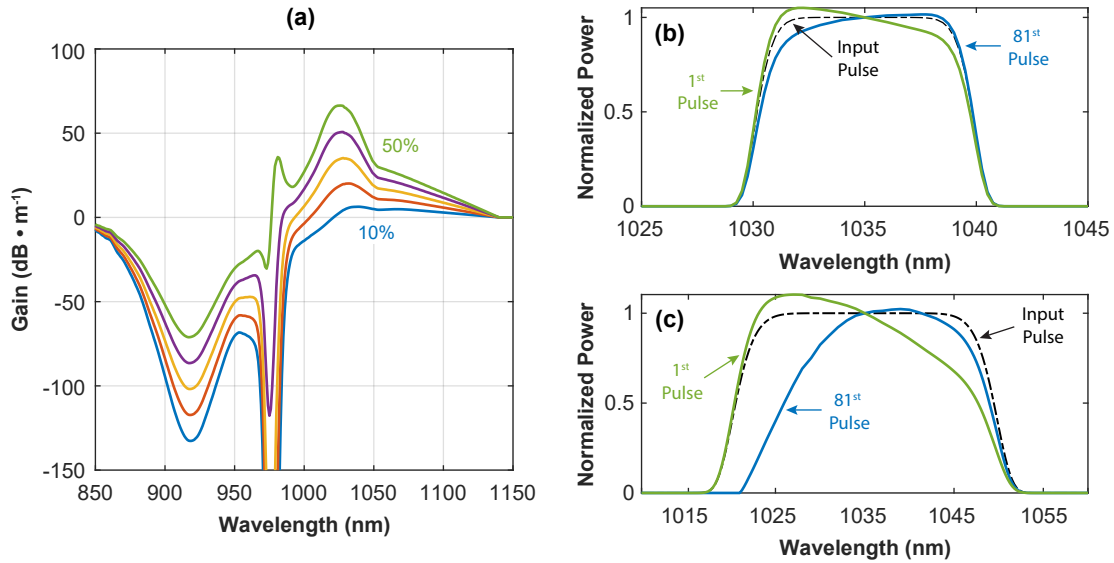 (a)
100
50
0
-50
-100
-150
Gain (dB • m⁻¹)
50%
10%
850
900
950
1000
1050
1100
1150
Wavelength (nm)
(b)
1
0.5
0
Normalized Power
1st
Pulse
Input
Pulse
81st
Pulse
1025
1030
1035
1040
1045
Wavelength (nm)
(c)
1
0.5
0
Normalized Power
1st
Pulse
81st
Pulse
Input
Pulse
1015
1025
1035
1045
1055
Wavelength (nm)